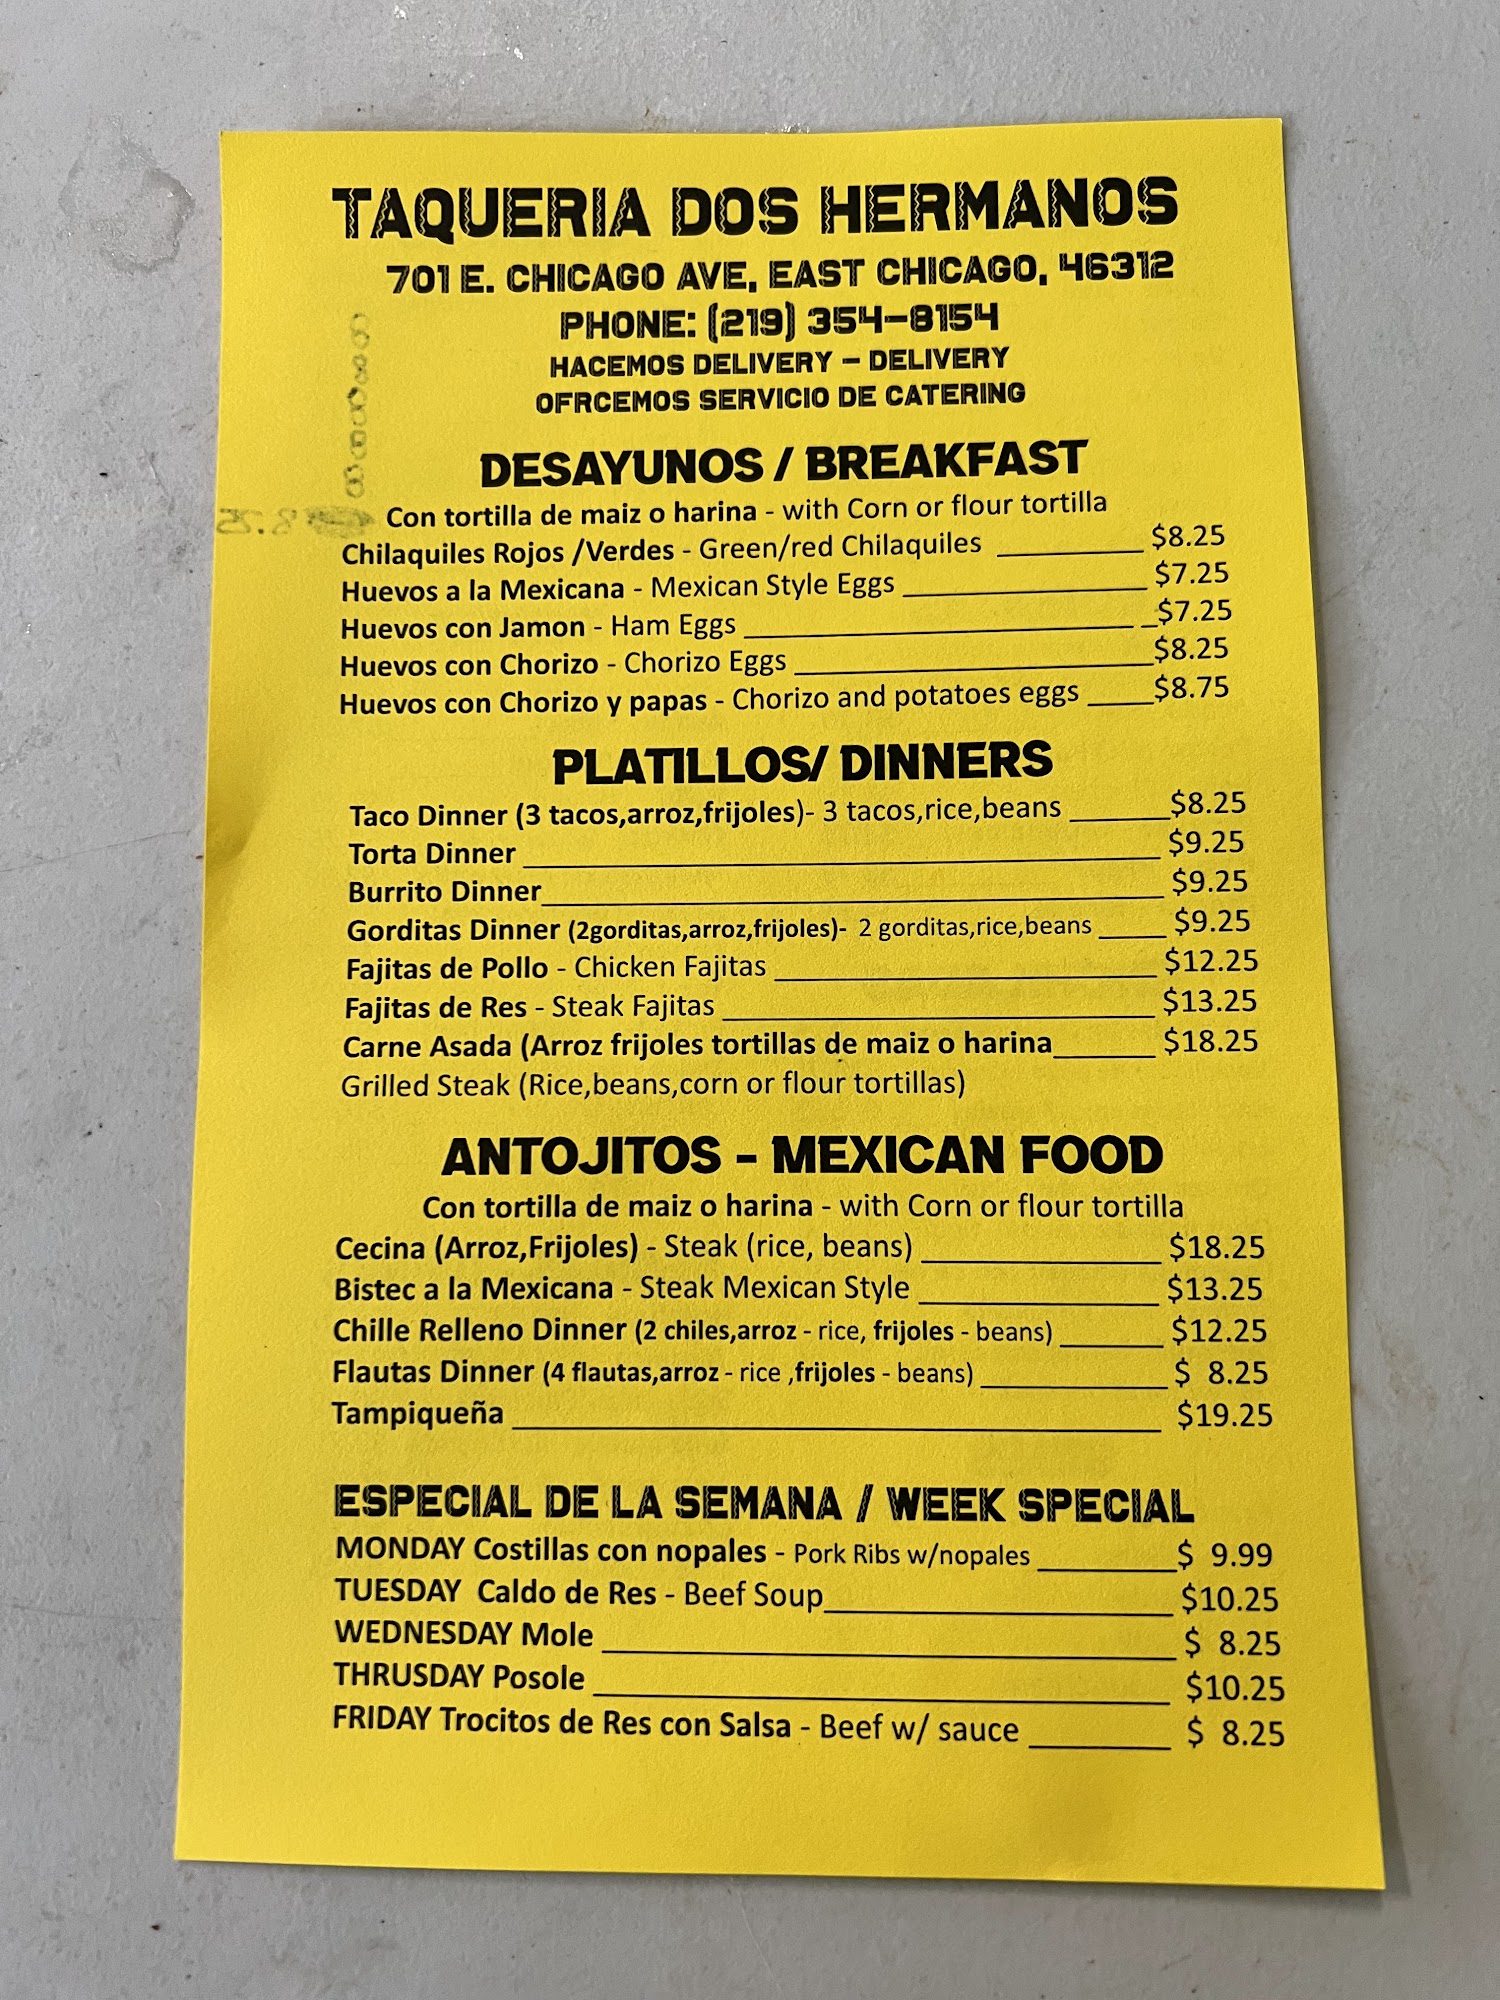 TAQUERIA DOS HERMANOS
701 E. CHICAGO AVE, EAST CHICAGO, 46312
PHONE: (219) 354-8154
HACEMOS DELIVERY - DELIVERY
OFRCEMOS SERVICIO DE CATERING
DESAYUNOS / BREAKFAST
Con tortilla de maiz o harina - with Corn or flour tortilla
Chilaquiles Rojos /Verdes - Green/red Chilaquiles $8.25
Huevos a la Mexicana - Mexican Style Eggs $7.25
Huevos con Jamon - Ham Eggs $7.25
Huevos con Chorizo - Chorizo Eggs $8.25
Huevos con Chorizo y papas - Chorizo and potatoes eggs $8.75
PLATILLOS/ DINNERS
Taco Dinner (3 tacos,arroz,frijoles)- 3 tacos,rice,beans $8.25
Torta Dinner $9.25
Burrito Dinner $9.25
Gorditas Dinner (2gorditas,arroz,frijoles)- 2 gorditas,rice,beans $9.25
Fajitas de Pollo - Chicken Fajitas $12.25
Fajitas de Res - Steak Fajitas $13.25
Carne Asada (Arroz frijoles tortillas de maiz o harina $18.25
Grilled Steak (Rice,beans,corn or flour tortillas)
ANTOJITOS - MEXICAN FOOD
Con tortilla de maiz o harina - with Corn or flour tortilla
Cecina (Arroz,Frijoles) - Steak (rice, beans) $18.25
Bistec a la Mexicana - Steak Mexican Style $13.25
Chille Relleno Dinner (2 chiles,arroz - rice, frijoles - beans) $12.25
Flautas Dinner (4 flautas,arroz - rice ,frijoles - beans) $ 8.25
Tampiqueña $19.25
ESPECIAL DE LA SEMANA / WEEK SPECIAL
MONDAY Costillas con nopales - Pork Ribs w/nopales $ 9.99
TUESDAY Caldo de Res - Beef Soup $10.25
WEDNESDAY Mole $ 8.25
THRUSDAY Posole $10.25
FRIDAY Trocitos de Res con Salsa - Beef w/ sauce $ 8.25